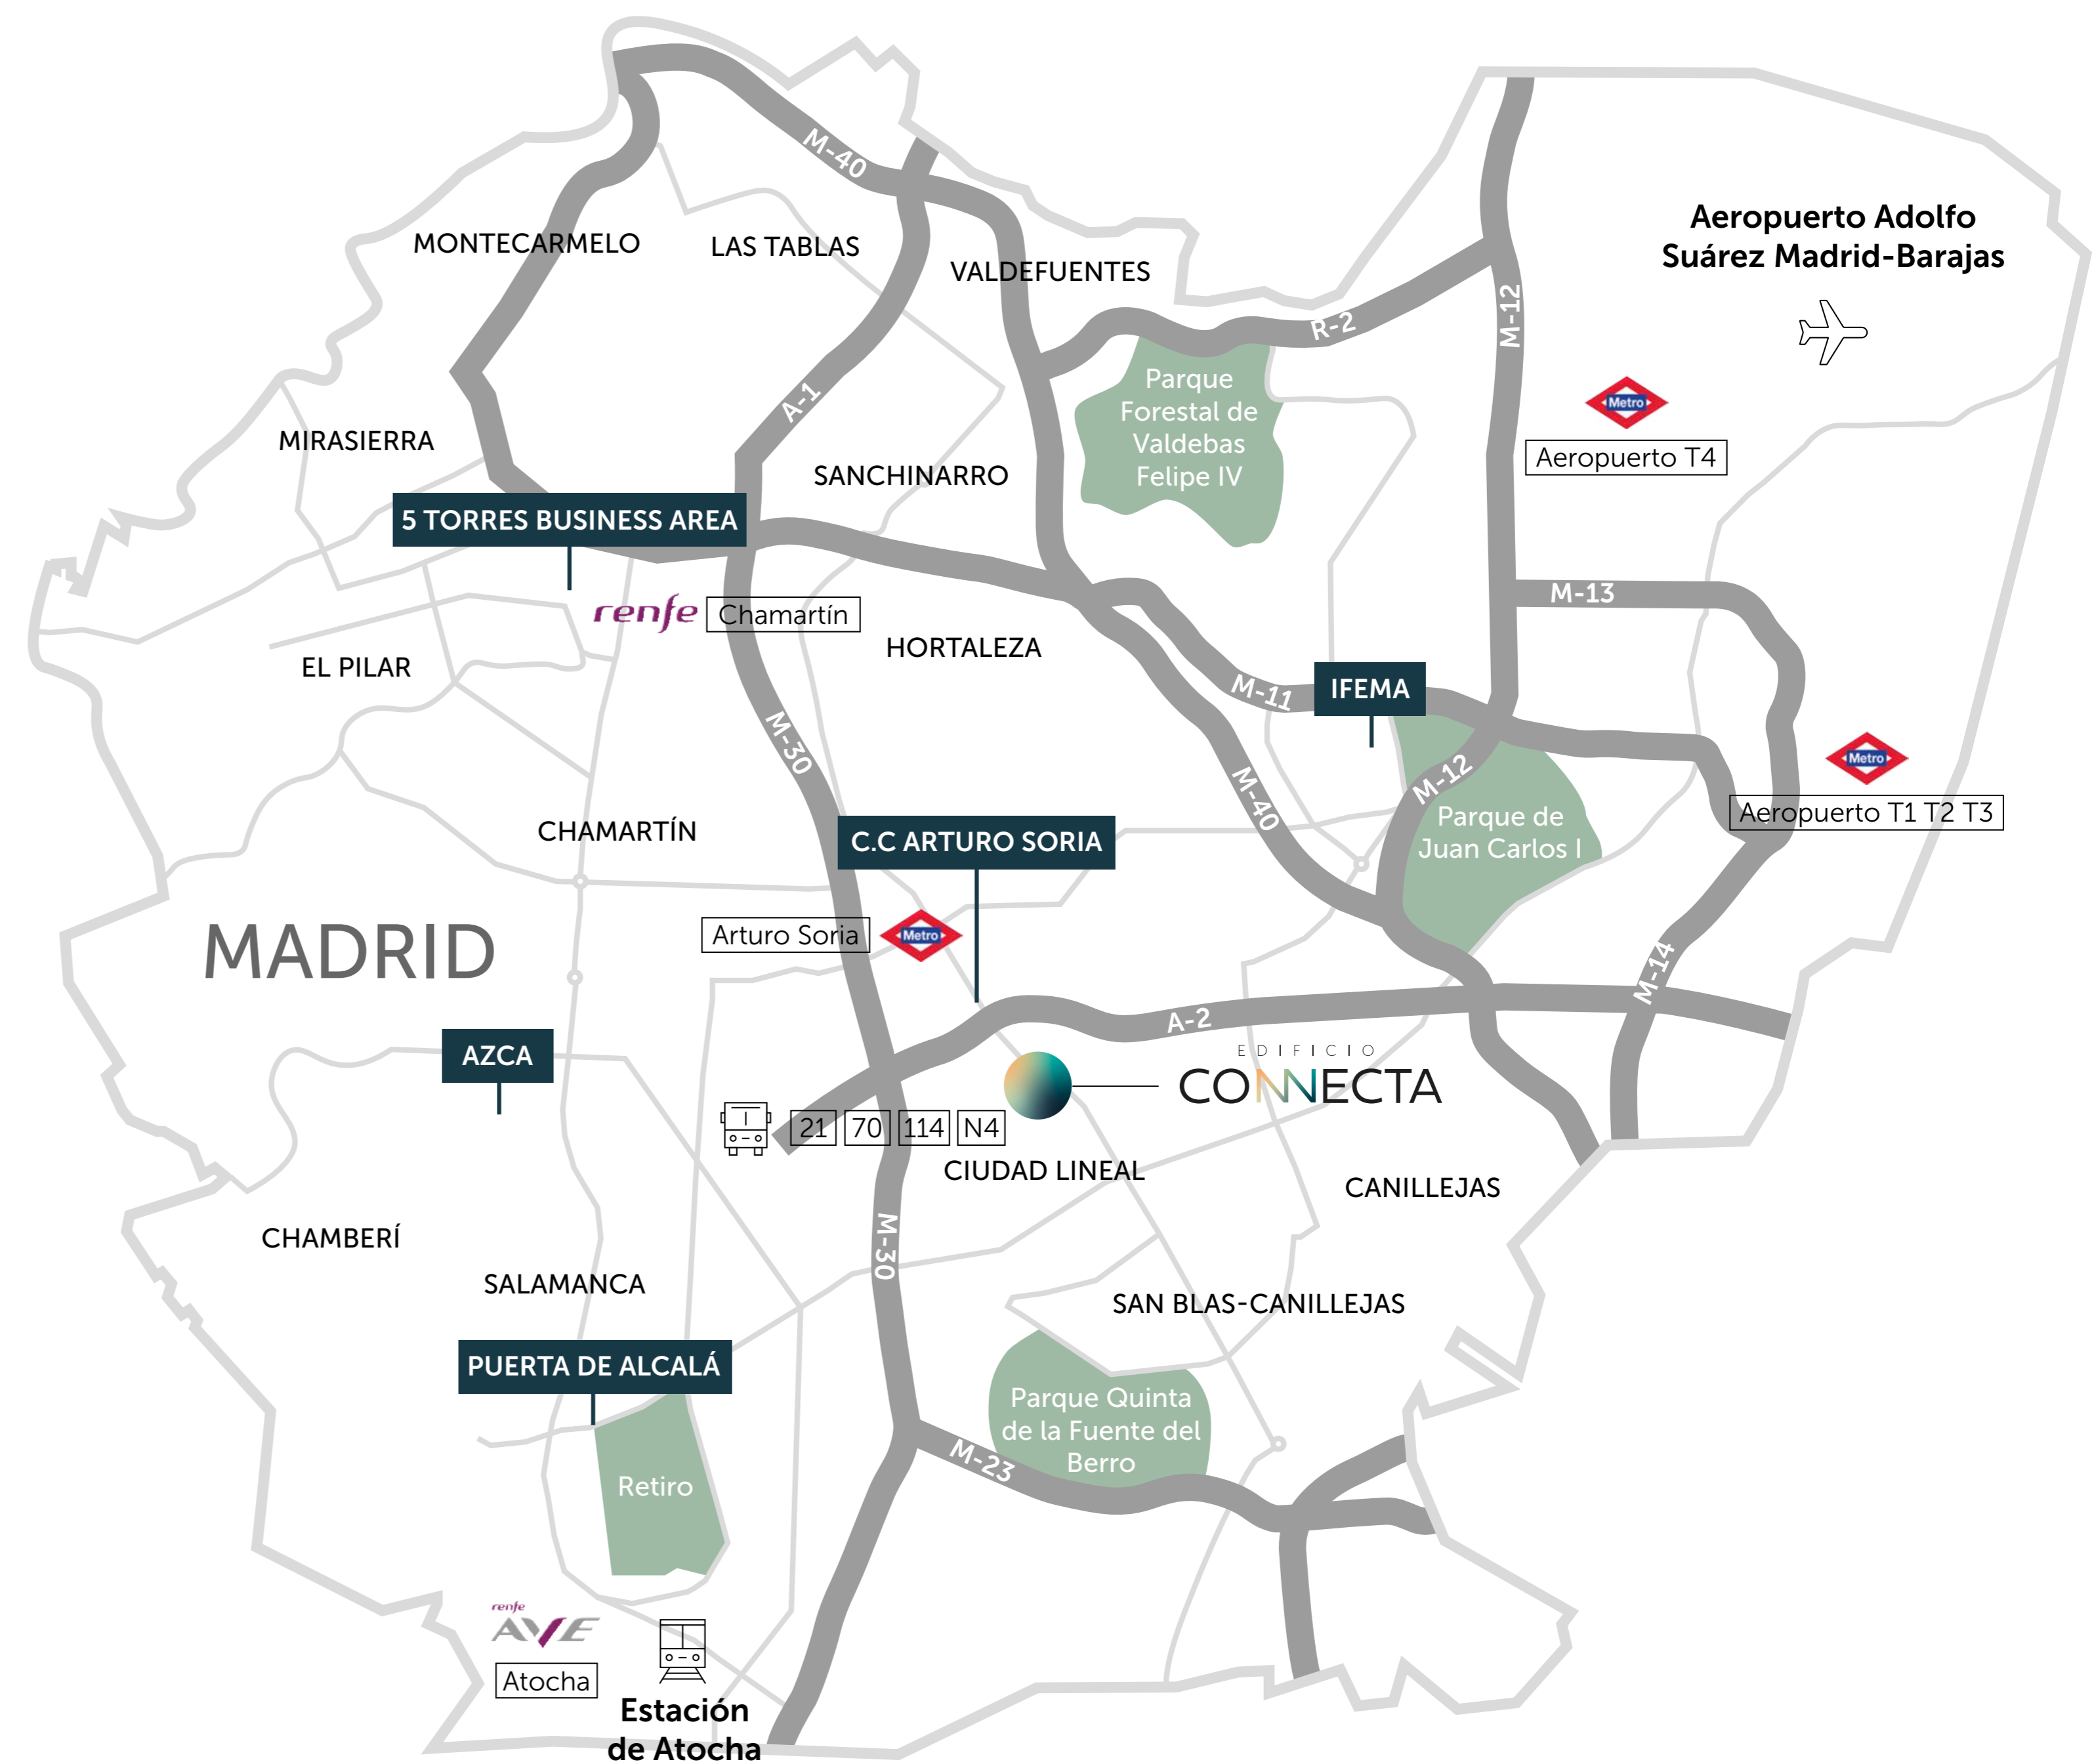 M-40
Aeropuerto Adolfo
Suárez Madrid-Barajas
MONTECARMELO
LAS TABLAS
VALDEFUENTES
R-2
M-12
Parque
Forestal de
Valdebas
Felipe IV
A-1
Metro
Aeropuerto T4
MIRASIERRA
SANCHINARRO
5 TORRES BUSINESS AREA
renfe
Chamartín
M-13
HORTALEZA
EL PILAR
M-11
IFEMA
M-30
M-40
M-12
Metro
Aeropuerto T1 T2 T3
Parque de
Juan Carlos I
CHAMARTÍN
C.C ARTURO SORIA
MADRID
Arturo Soria
Metro
M-14
A-2
AZCA
EDIFICIO
CONNECTA
21
70
114
N4
CIUDAD LINEAL
CANILLEJAS
CHAMBERÍ
M-30
SALAMANCA
SAN BLAS-CANILLEJAS
PUERTA DE ALCALÁ
Parque Quinta
de la Fuente del
Berro
M-23
Retiro
renfe
AVE
Atocha
Estación
de Atocha